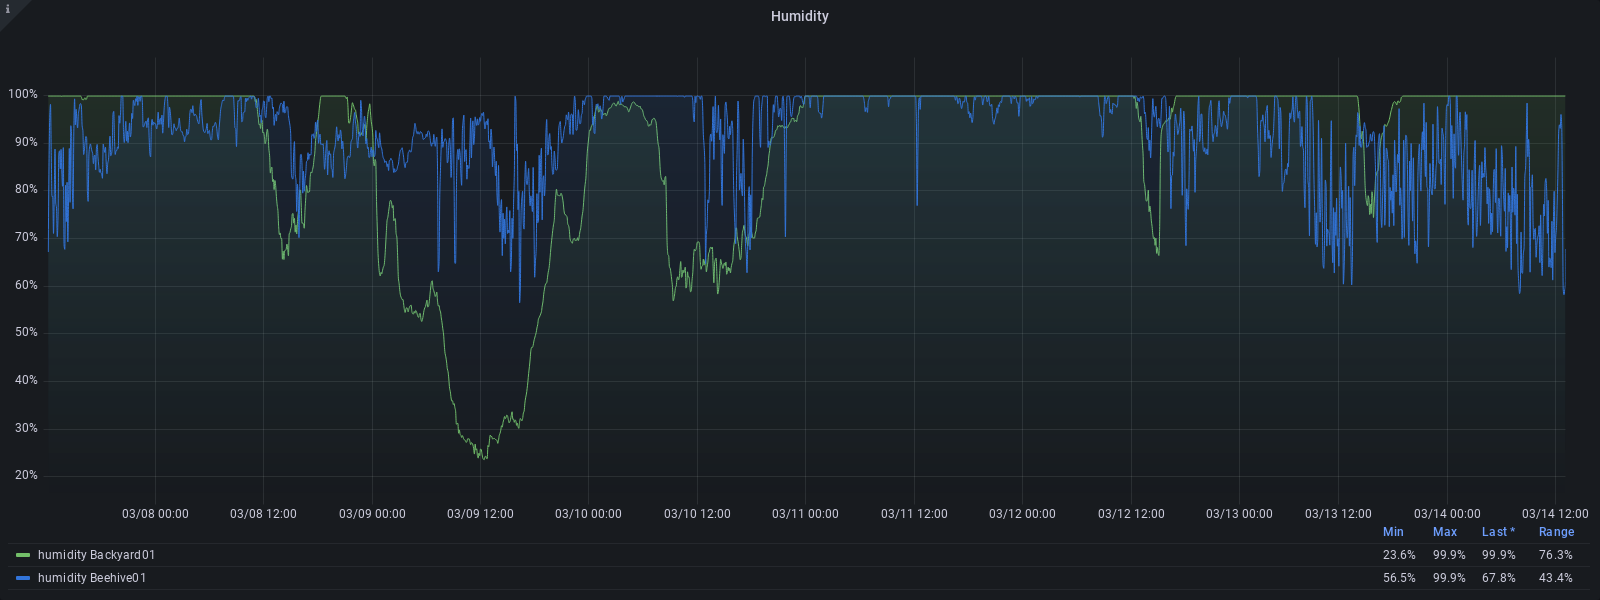 i
Humidity
100%
90%
80%
70%
60%
50%
40%
30%
20%
03/08 00:00 03/08 12:00 03/09 00:00 03/09 12:00 03/10 00:00 03/10 12:00 03/11 00:00 03/11 12:00 03/12 00:00 03/12 12:00 03/13 00:00 03/13 12:00 03/14 00:00 03/14 12:00
Min Max Last * Range
humidity Backyard01 23.6% 99.9% 99.9% 76.3%
humidity Beehive01 56.5% 99.9% 67.8% 43.4%